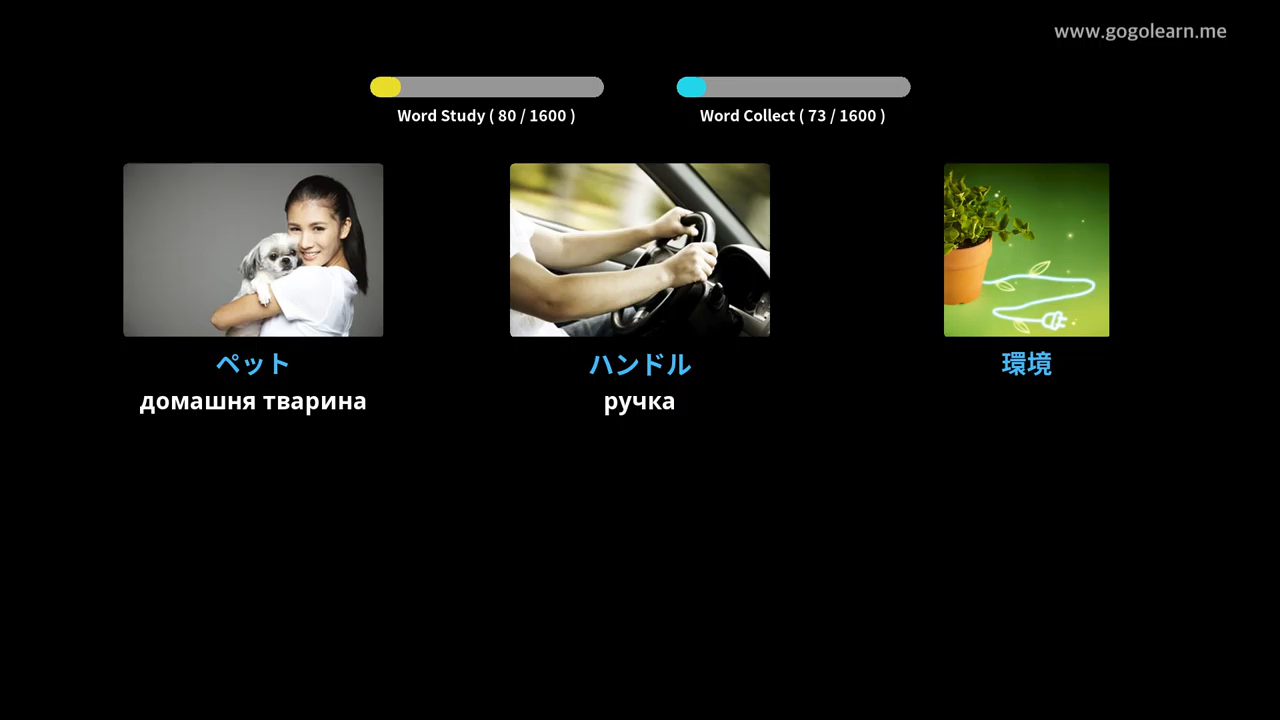 www.gogolearn.me
Word Study ( 80 / 1600 )
Word Collect ( 73 / 1600 )
ペット
домашня тварина
ハンドル
ручка
環境